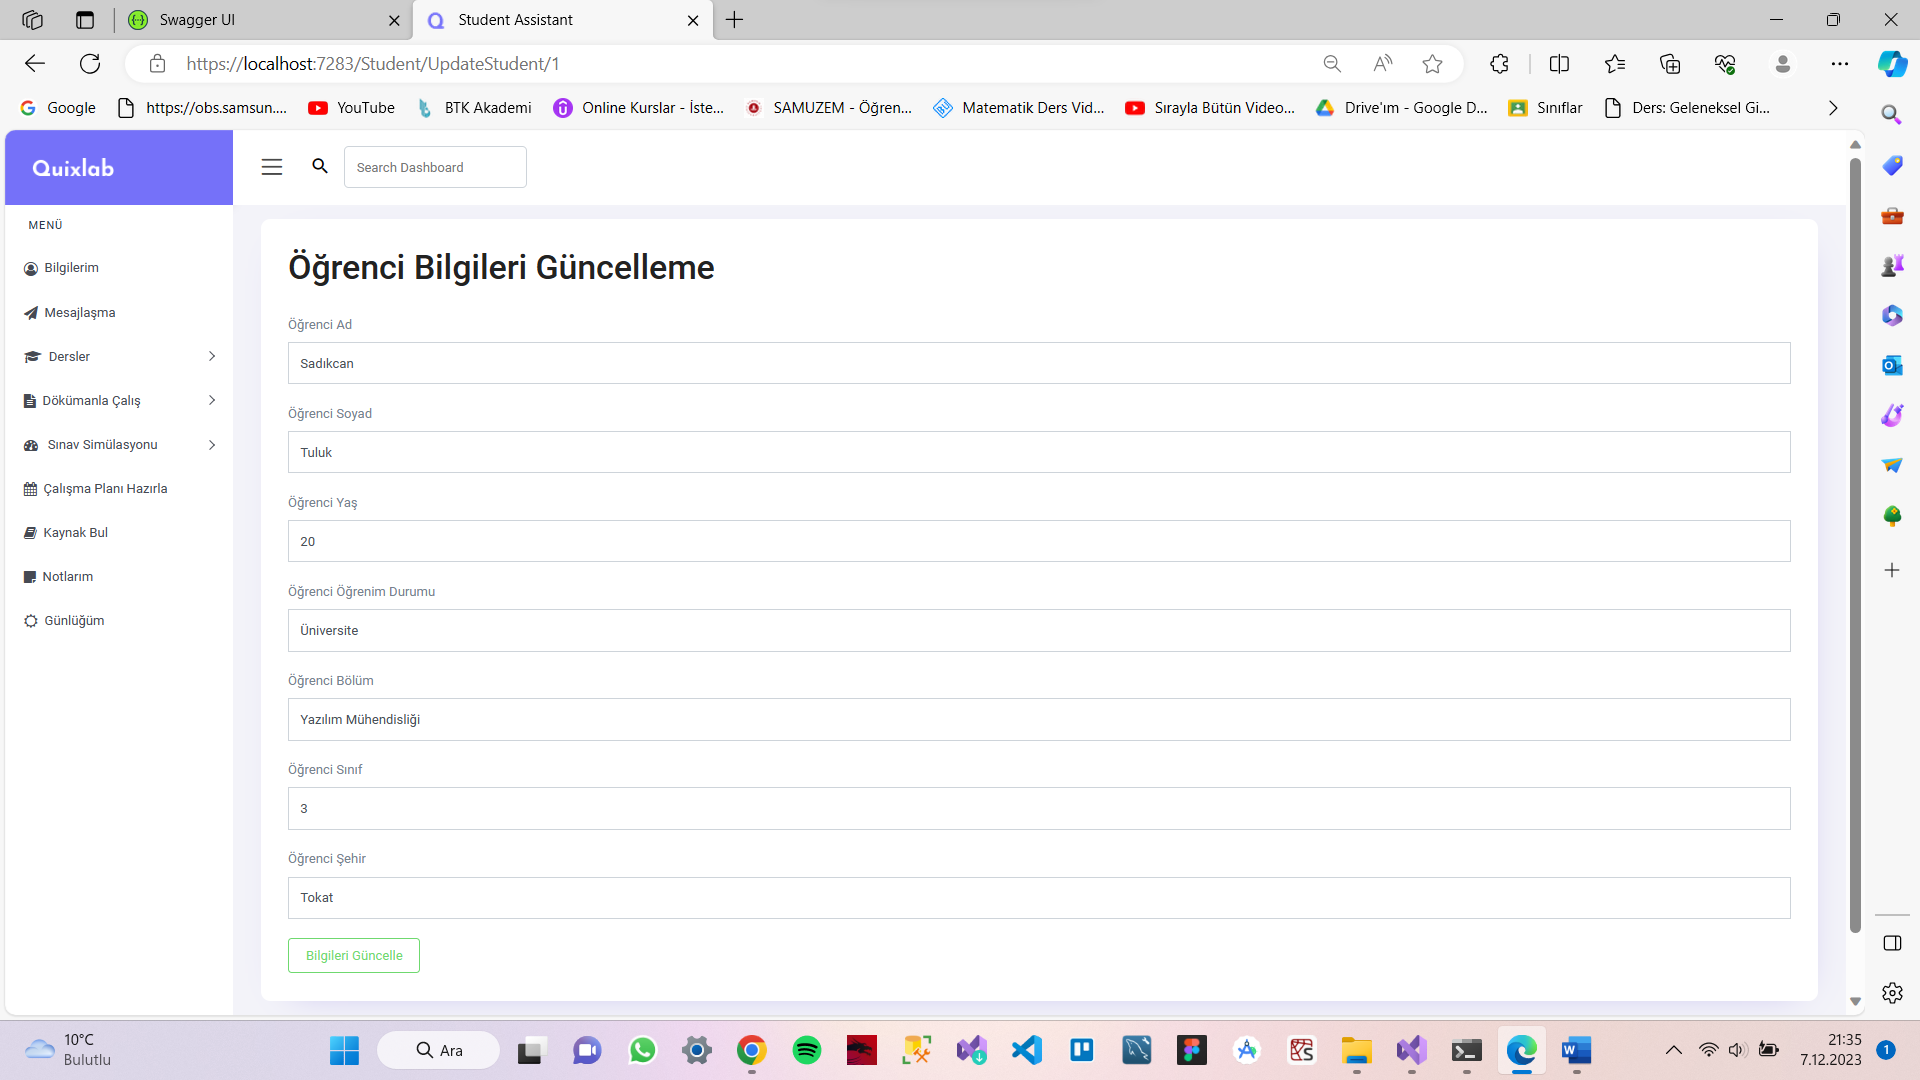 Swagger UI
Student Assistant
https://localhost:7283/Student/UpdateStudent/1
Google
https://obs.samsun....
YouTube
BTK Akademi
Online Kurslar - İste...
SAMUZEM - Öğren...
Matematik Ders Vid...
Sırayla Bütün Video...
Drive'ım - Google D...
Sınıflar
Ders: Geleneksel Gi...
Quixlab
Search Dashboard
MENÜ
Bilgilerim
Mesajlaşma
Dersler
Dökümanla Çalış
Sınav Simülasyonu
Çalışma Planı Hazırla
Kaynak Bul
Notlarım
Günlüğüm
Öğrenci Bilgileri Güncelleme
Öğrenci Ad
Sadıkcan
Öğrenci Soyad
Tuluk
Öğrenci Yaş
20
Öğrenci Öğrenim Durumu
Üniversite
Öğrenci Bölüm
Yazılım Mühendisliği
Öğrenci Sınıf
3
Öğrenci Şehir
Tokat
Bilgileri Güncelle
10°C
Bulutlu
Ara
21:35
7.12.2023
1